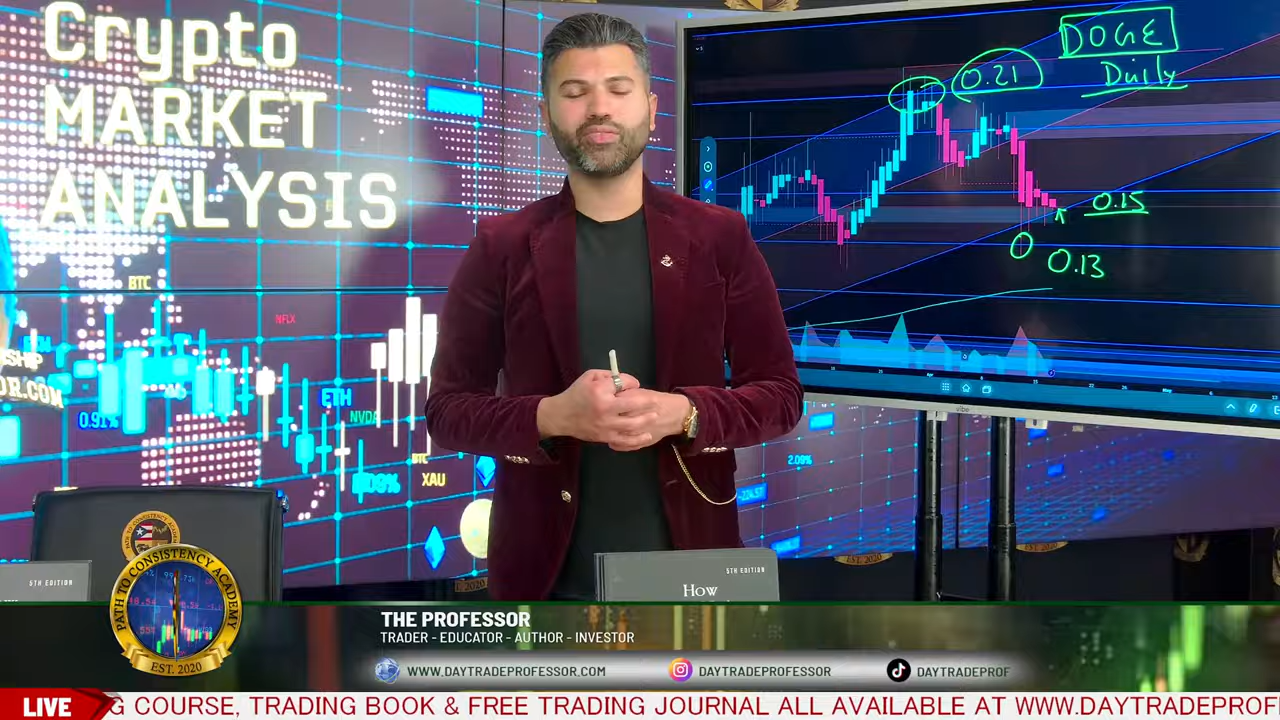 Crypto
MARKET
ANALYSIS
DOGE
Daily
0.21
0.15
0.13
BTC
NFLX
ETH
NVDA
BTC
XAU
0.91%
2.09%
5TH EDITION
5TH EDITION
How
PATH TO CONSISTENCY ACADEMY
EST. 2020
THE PROFESSOR
TRADER - EDUCATOR - AUTHOR - INVESTOR
WWW.DAYTRADEPROFESSOR.COM
DAYTRADEPROFESSOR
DAYTRADEPROF
LIVE
G COURSE, TRADING BOOK & FREE TRADING JOURNAL ALL AVAILABLE AT WWW.DAYTRADEPROF